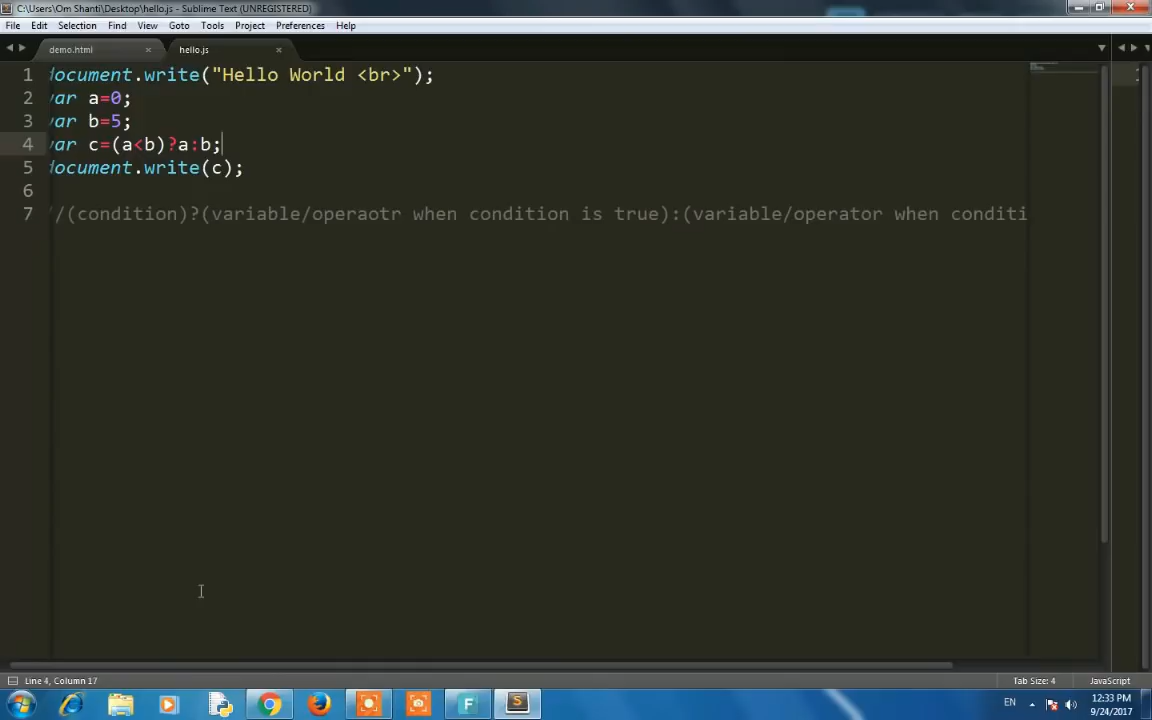 C:\Users\Om Shanti\Desktop\hello.js - Sublime Text (UNREGISTERED)
File Edit Selection Find View Goto Tools Project Preferences Help
demo.html hello.js
1 document.write("Hello World <br>");
2 var a=0;
3 var b=5;
4 var c=(a<b)?a:b;
5 document.write(c);
6
7 //(condition)?(variable/operaotr when condition is true):(variable/operator when conditi
Line 4, Column 17 Tab Size: 4 JavaScript
EN 12:33 PM
9/24/2017